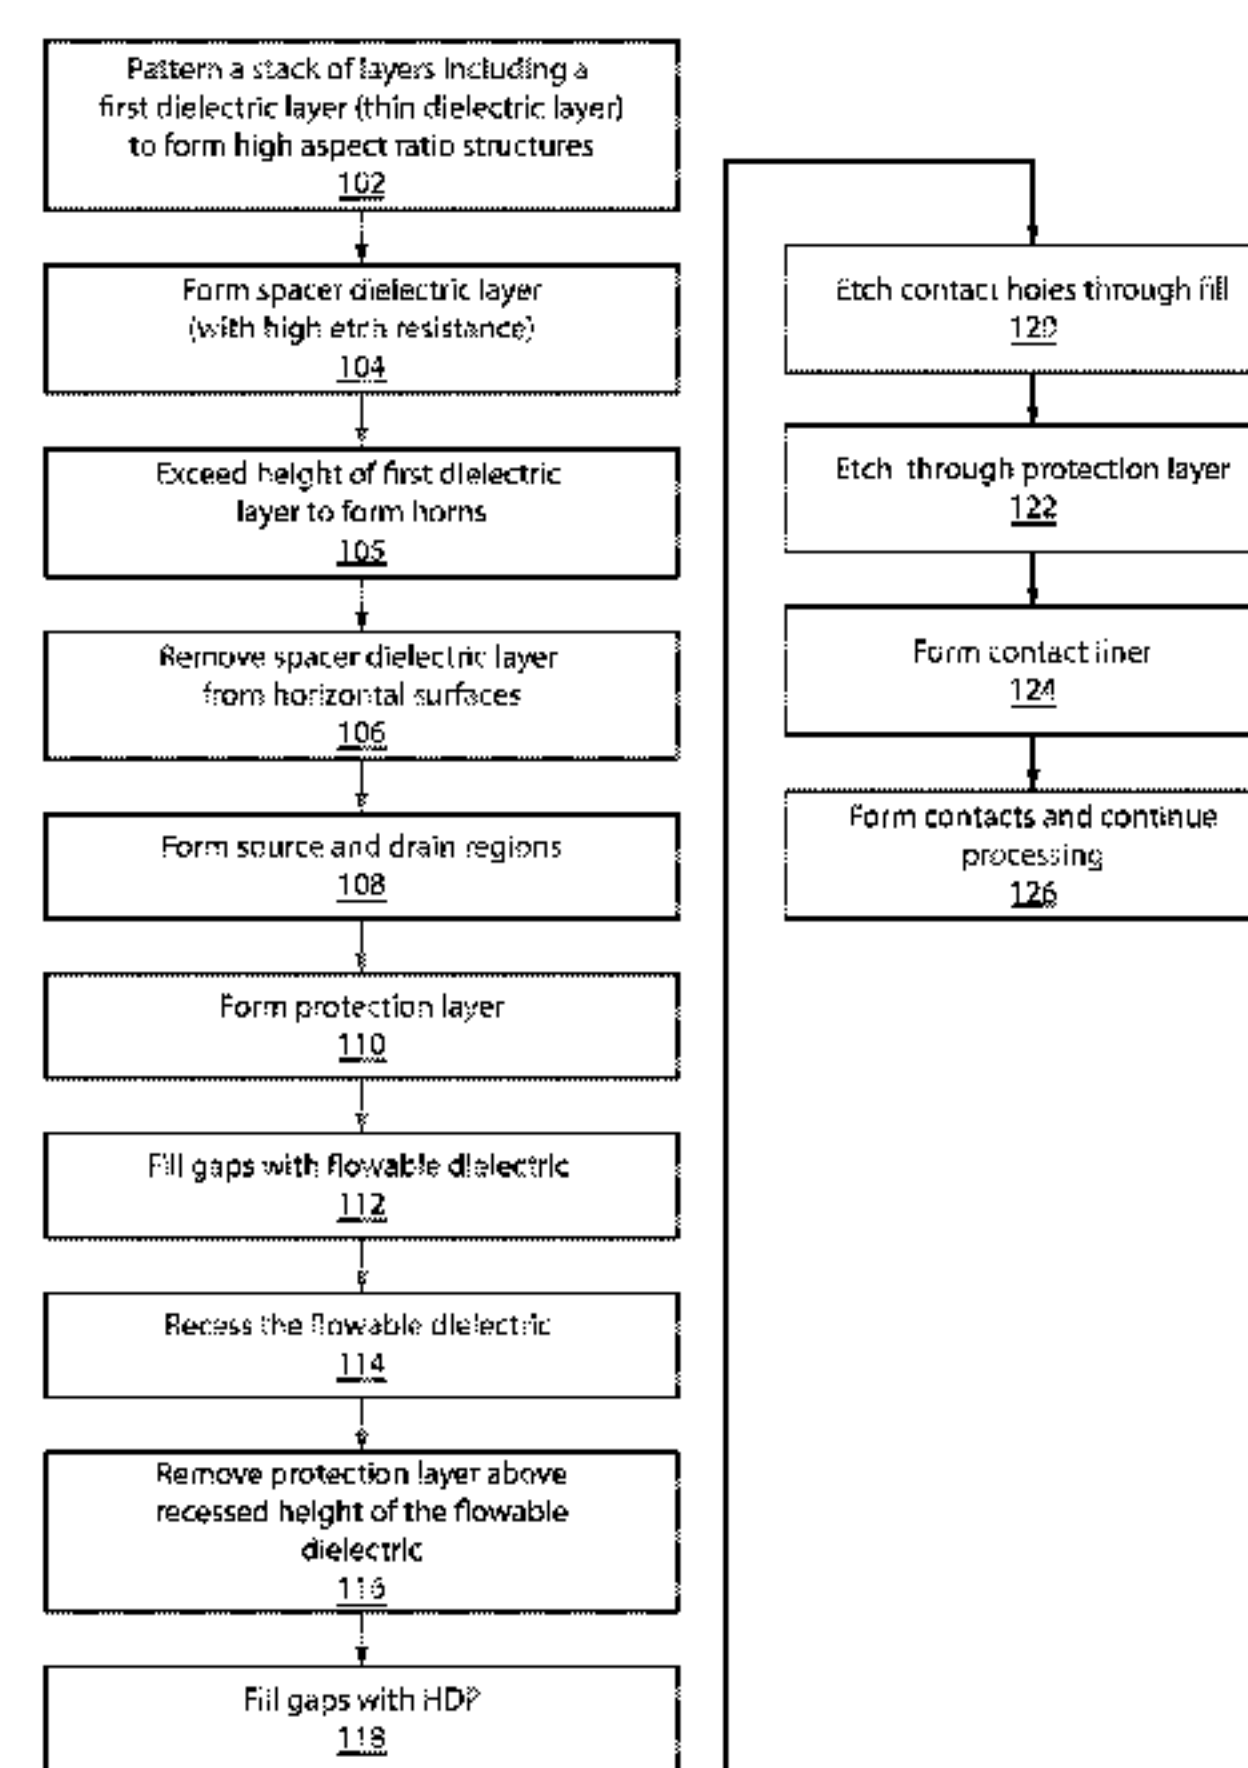 Pattern a stack of layers including a
first dielectric layer (thin dielectric layer)
to form high aspect ratio structures
102
Form spacer dielectric layer
(with high etch resistance)
104
Exceed height of first dielectric
layer to form horns
105
Remove spacer dielectric layer
from horizontal surfaces
106
Form source and drain regions
108
Form protection layer
110
Fill gaps with flowable dielectric
112
Recess the flowable dielectric
114
Remove protection layer above
recessed height of the flowable
dielectric
116
Fill gaps with HDP
118
Etch contact holes through fill
120
Etch through protection layer
122
Form contact liner
124
Form contacts and continue
processing
126